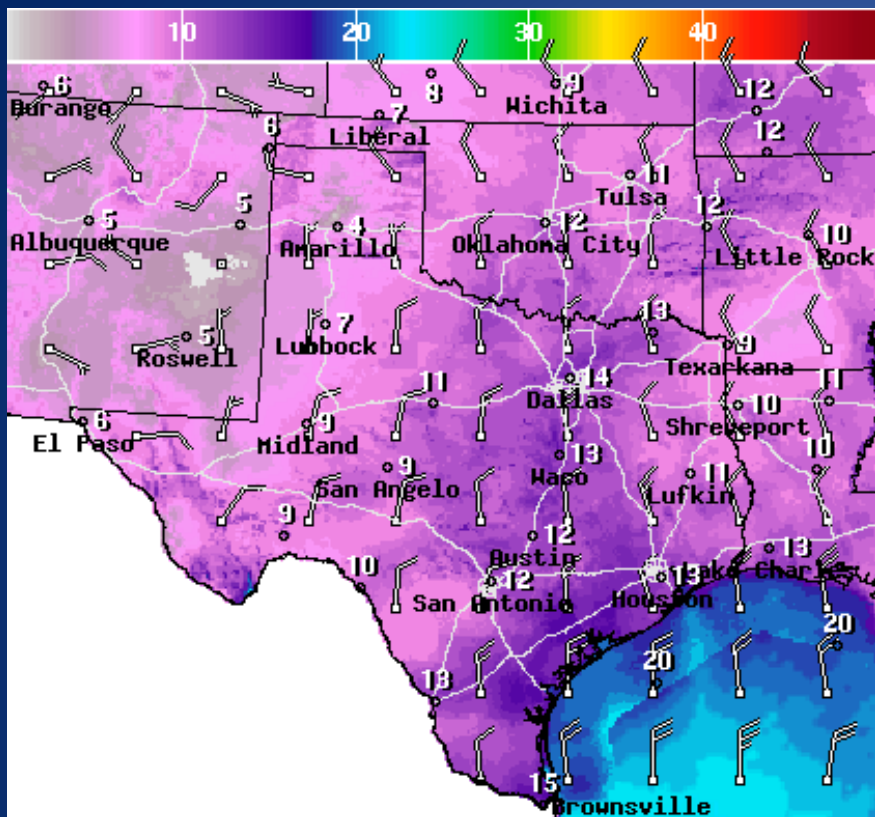 10 20 30 40
6 8 9 12
Durango Wichita
7 Liberal
6 12
11 Tulsa
5 5 4 12 12 10
Albuquerque Amarillo Oklahoma City Little Rock
5 7 13 9
Roswell Lubbock Texarkana
14
Dallas
11 10 11
6 9 Shreveport
El Paso Midland
9 13 11 10
San Angelo Waco Lufkin
9 12 13
Austin Lake Charles
10 12 13
San Antonio Houston
13 20 20
15
Brownsville